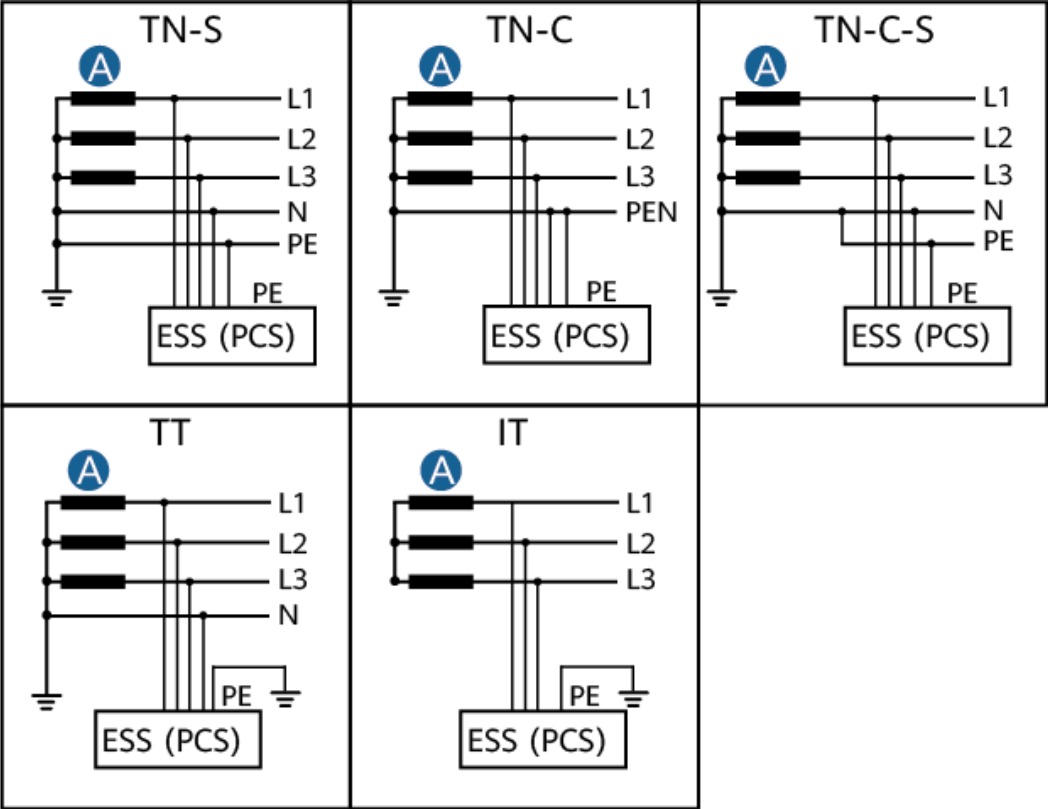 TN-S
A
L1
L2
L3
N
PE
PE
ESS (PCS)
TN-C
A
L1
L2
L3
PEN
PE
ESS (PCS)
TN-C-S
A
L1
L2
L3
N
PE
PE
ESS (PCS)
TT
A
L1
L2
L3
N
PE
ESS (PCS)
IT
A
L1
L2
L3
PE
ESS (PCS)